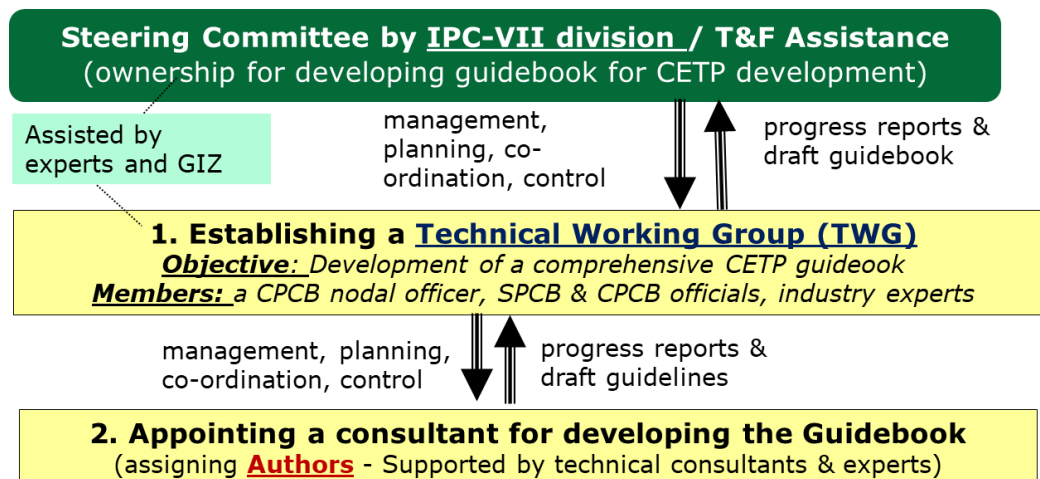 Steering Committee by IPC-VII division / T&F Assistance
(ownership for developing guidebook for CETP development)
Assisted by
experts and GIZ
management,
planning, co-
ordination, control
progress reports &
draft guidebook
1. Establishing a Technical Working Group (TWG)
Objective: Development of a comprehensive CETP guideook
Members: a CPCB nodal officer, SPCB & CPCB officials, industry experts
management, planning,
co-ordination, control
progress reports &
draft guidelines
2. Appointing a consultant for developing the Guidebook
(assigning Authors - Supported by technical consultants & experts)